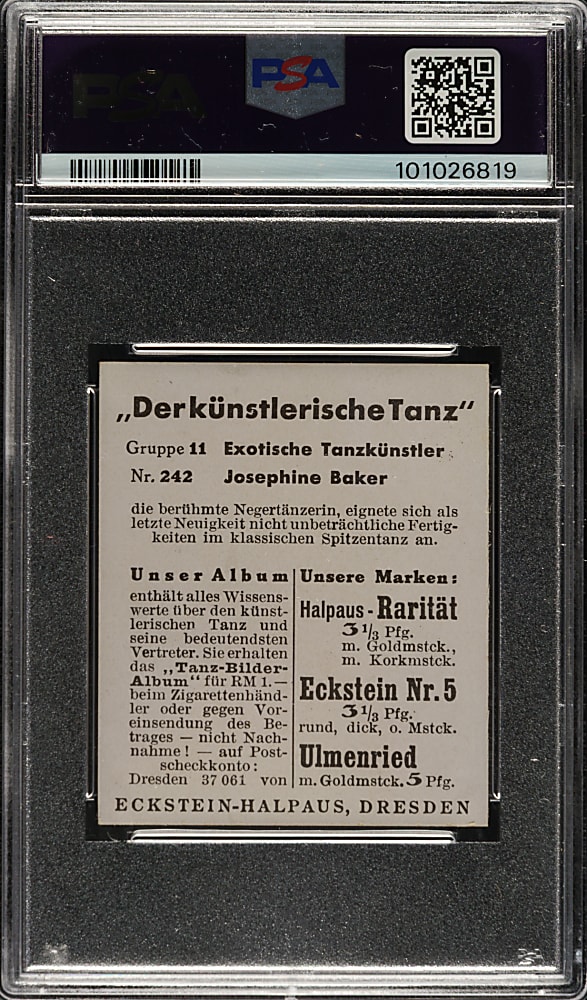 PSA
PSA
101026819
„Der künstlerische Tanz“
Gruppe 11 Exotische Tanzkünstler
Nr. 242 Josephine Baker
die berühmte Negertänzerin, eignete sich als
letzte Neuigkeit nicht unbeträchtliche Fertig-
keiten im klassischen Spitzentanz an.
Unser Album
enthält alles Wissens-
werte über den künst-
lerischen Tanz und
seine bedeutendsten
Vertreter. Sie erhalten
das „Tanz-Bilder-
Album“ für RM 1.—
beim Zigarettenhänd-
ler oder gegen Vor-
einsendung des Be-
trages — nicht Nach-
nahme! — auf Post-
scheckkonto:
Dresden 37 061 von
Unsere Marken:
Halpaus - Rarität
3 1/3 Pfg.
m. Goldmstck.,
m. Korkmstck.
Eckstein Nr. 5
3 1/3 Pfg.
rund, dick, o. Mstck.
Ulmenried
m. Goldmstck. 5 Pfg.
ECKSTEIN-HALPAUS, DRESDEN